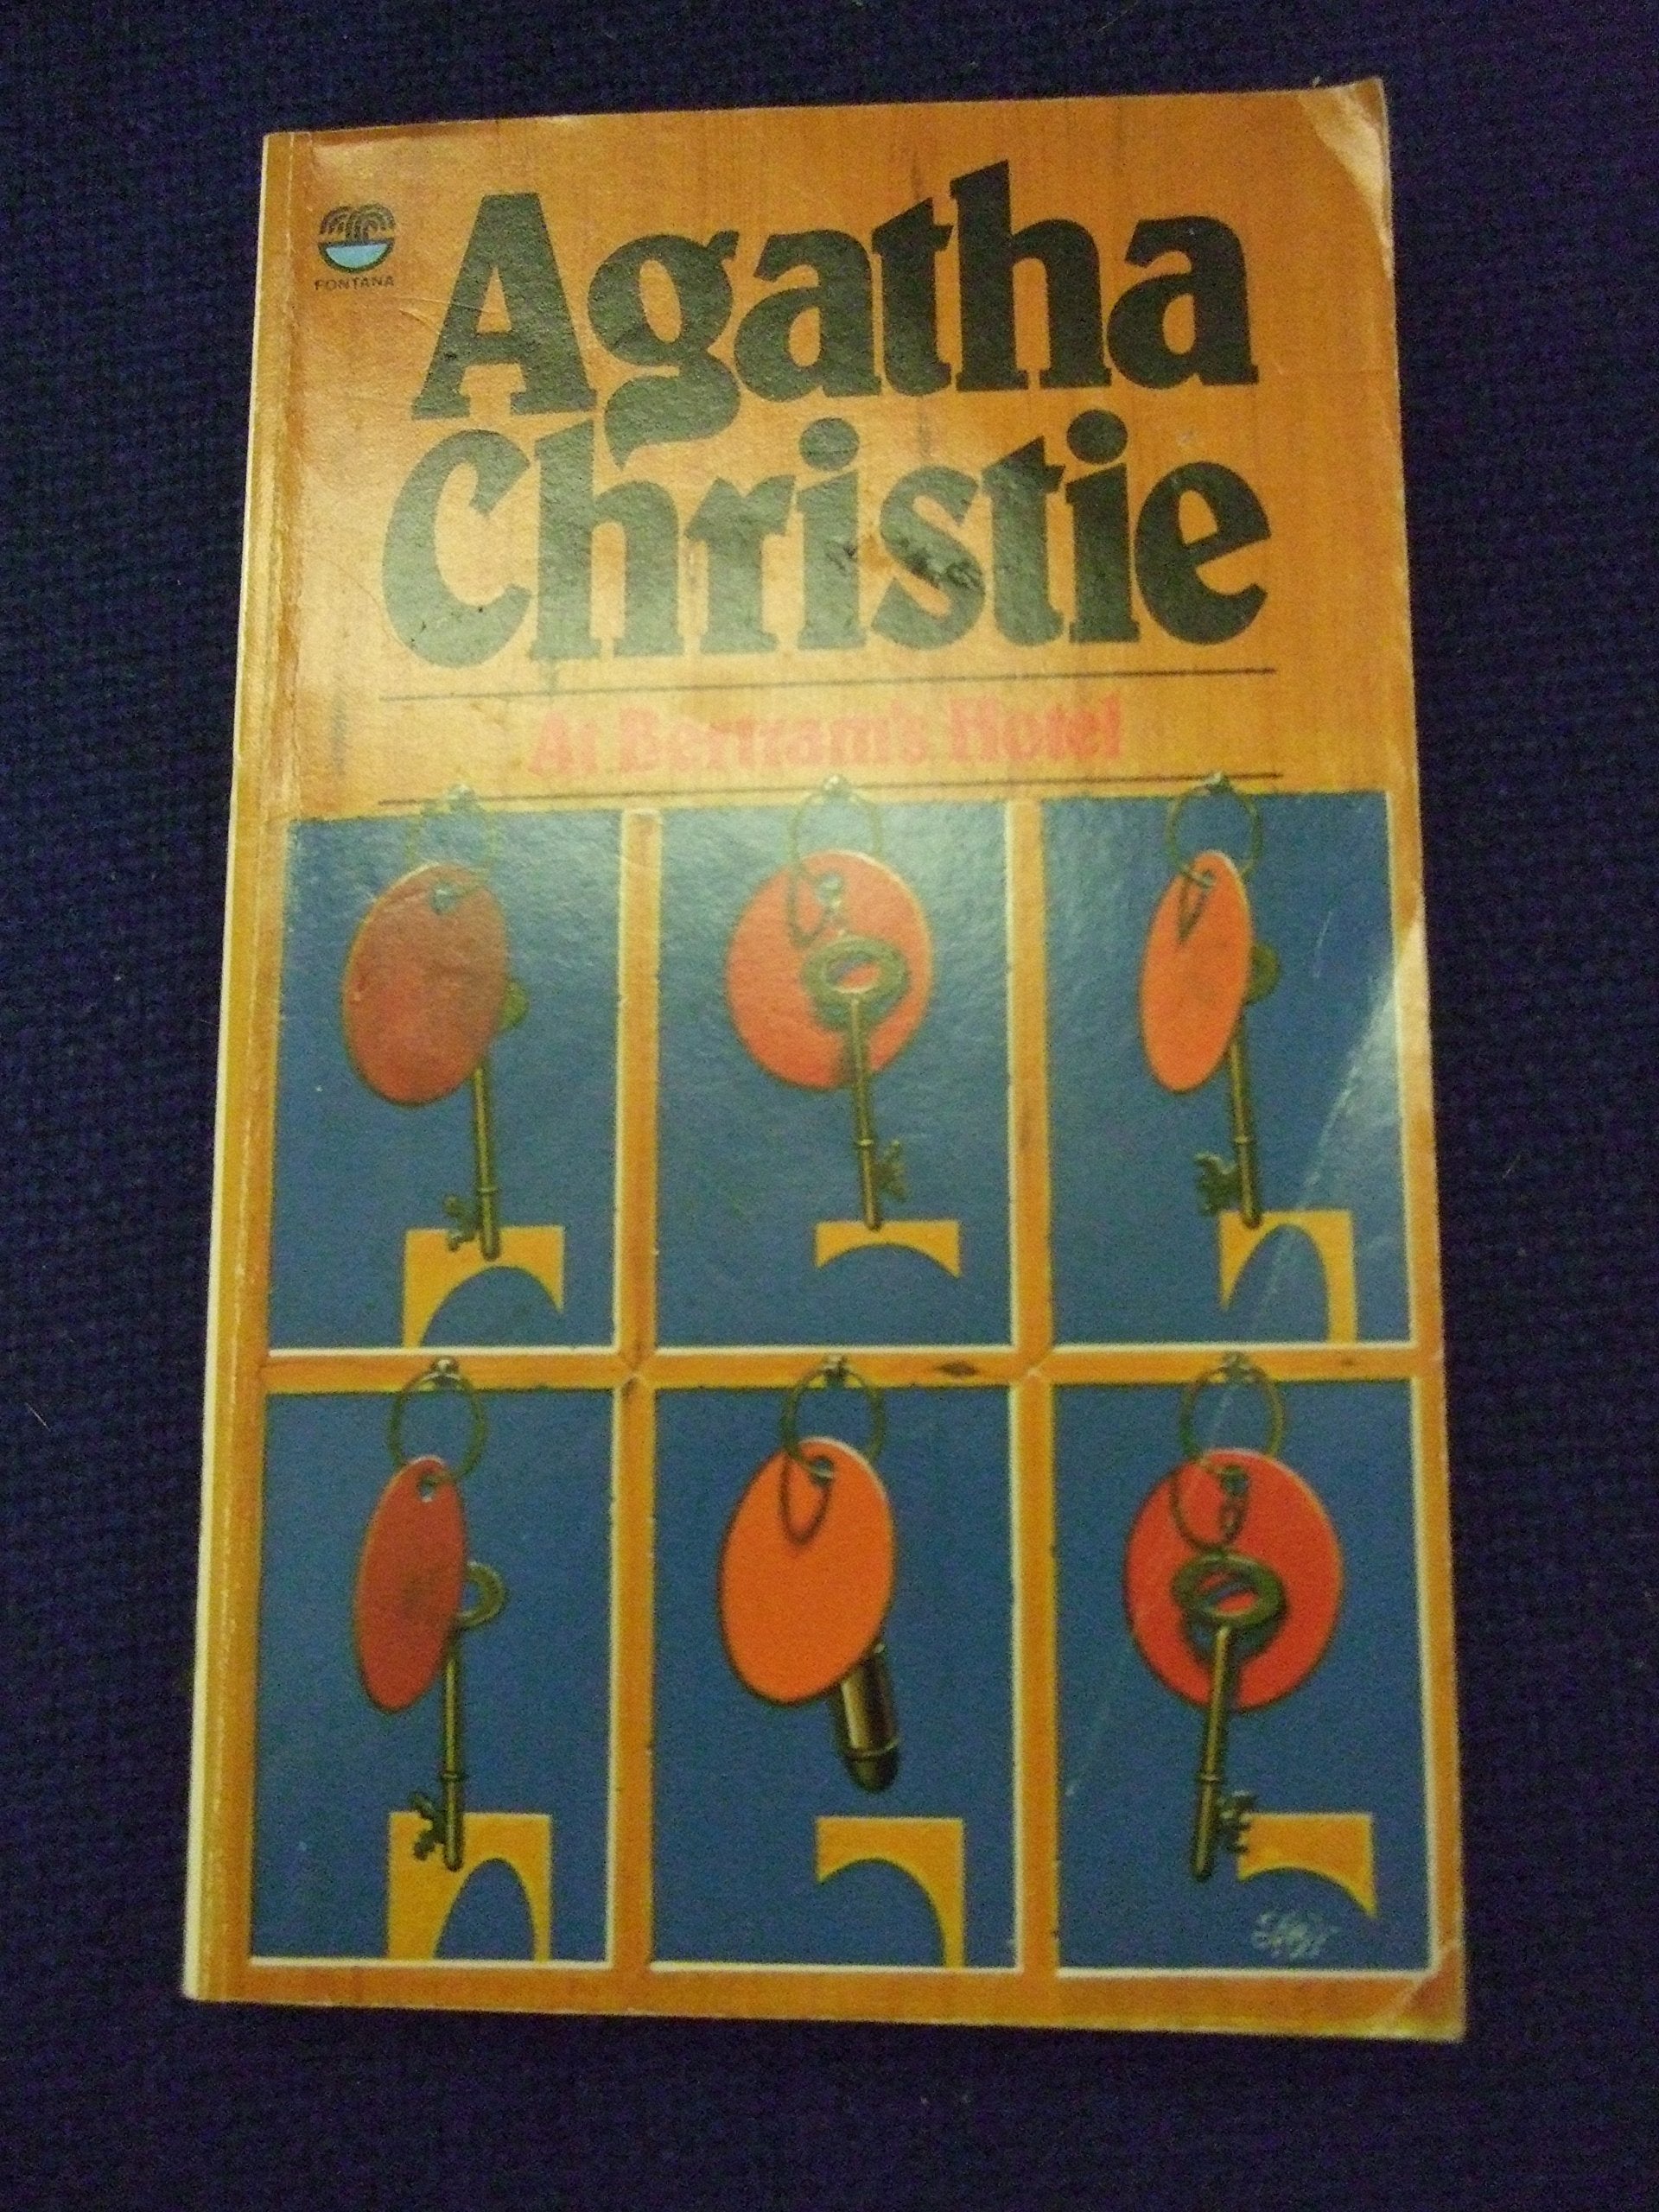 FONTANA
Agatha
Christie
At Bertram's Hotel